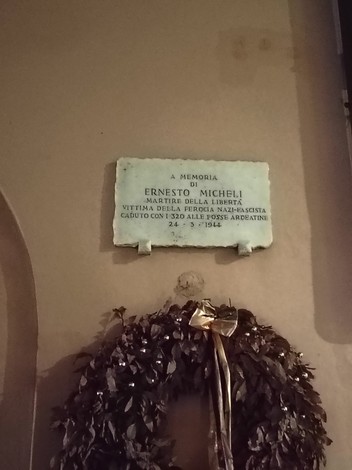 A MEMORIA
DI
ERNESTO MICHELI
MARTIRE DELLA LIBERTÀ
VITTIMA DELLA FEROCIA NAZI-FASCISTA
CADUTO CON I 320 ALLE FOSSE ARDEATINE
24 - 3 - 1944